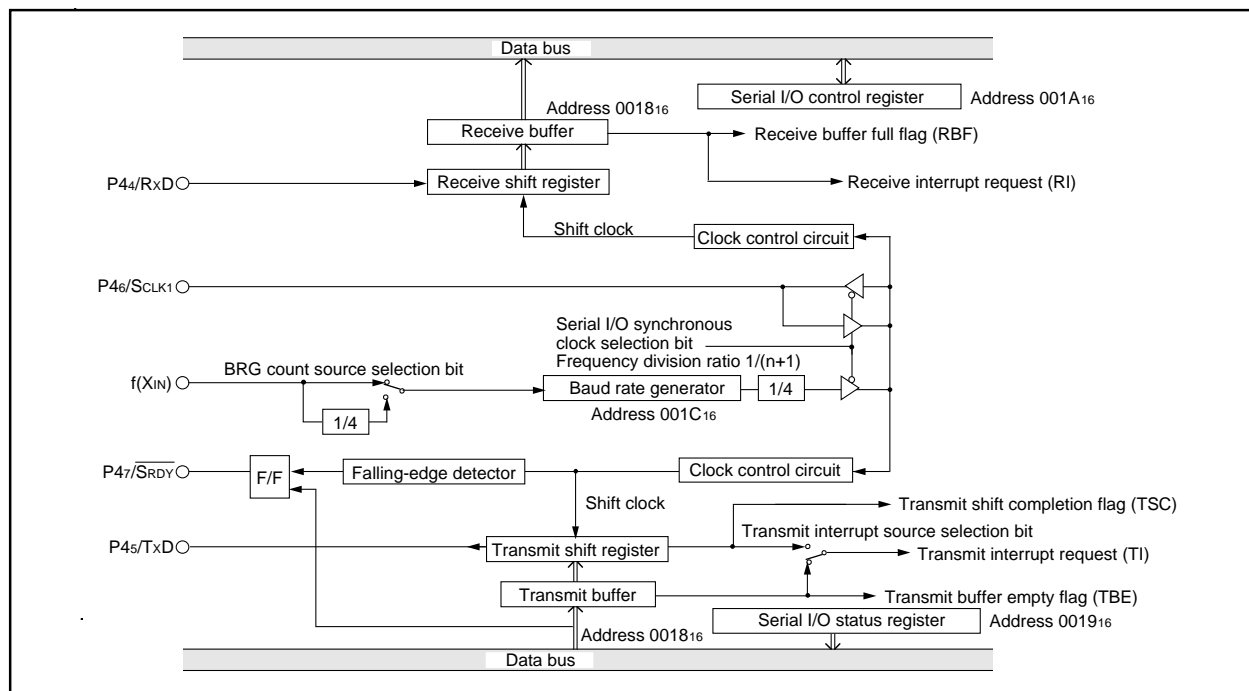 Data bus
Address 0018₁₆
Serial I/O control register
Address 001A₁₆
Receive buffer
Receive buffer full flag (RBF)
P4₄/RXD
Receive shift register
Receive interrupt request (RI)
Shift clock
Clock control circuit
P4₆/SCLK1
Serial I/O synchronous
clock selection bit
BRG count source selection bit
Frequency division ratio 1/(n+1)
f(XIN)
Baud rate generator
1/4
1/4
Address 001C₁₆
P4₇/S̅R̅D̅Y̅
F/F
Falling-edge detector
Clock control circuit
Shift clock
Transmit shift completion flag (TSC)
Transmit interrupt source selection bit
P4₅/TXD
Transmit shift register
Transmit interrupt request (TI)
Transmit buffer
Transmit buffer empty flag (TBE)
Address 0018₁₆
Serial I/O status register
Address 0019₁₆
Data bus